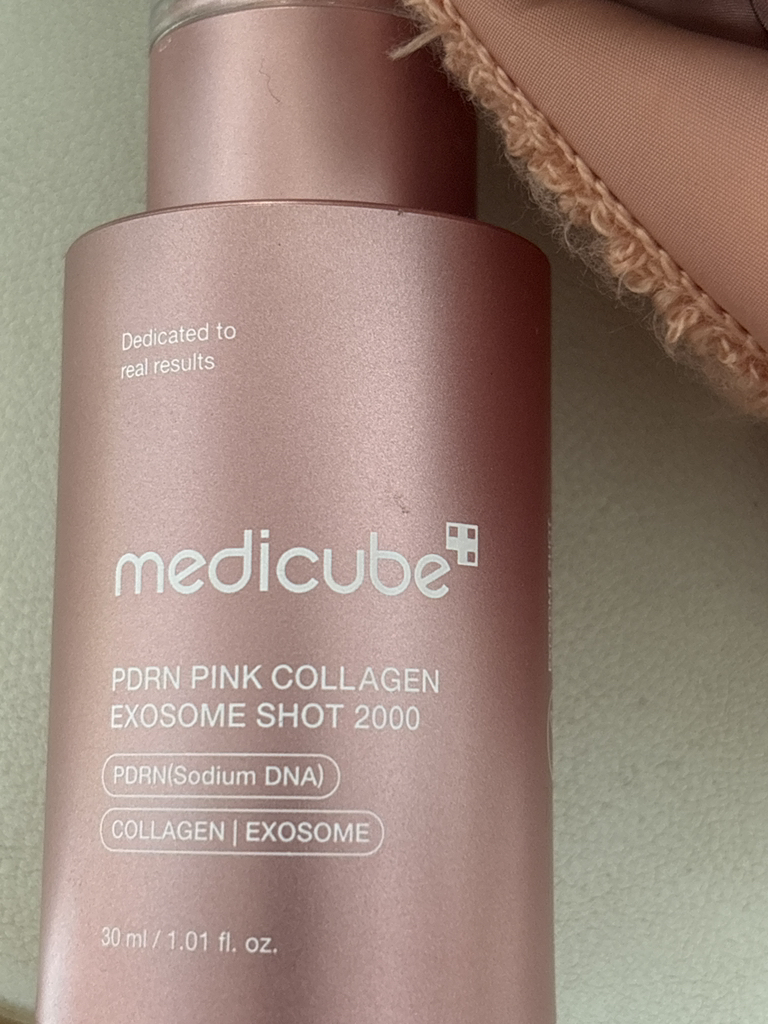 Dedicated to
real results
medicube
PDRN PINK COLLAGEN
EXOSOME SHOT 2000
PDRN(Sodium DNA)
COLLAGEN | EXOSOME
30 ml / 1.01 fl. oz.